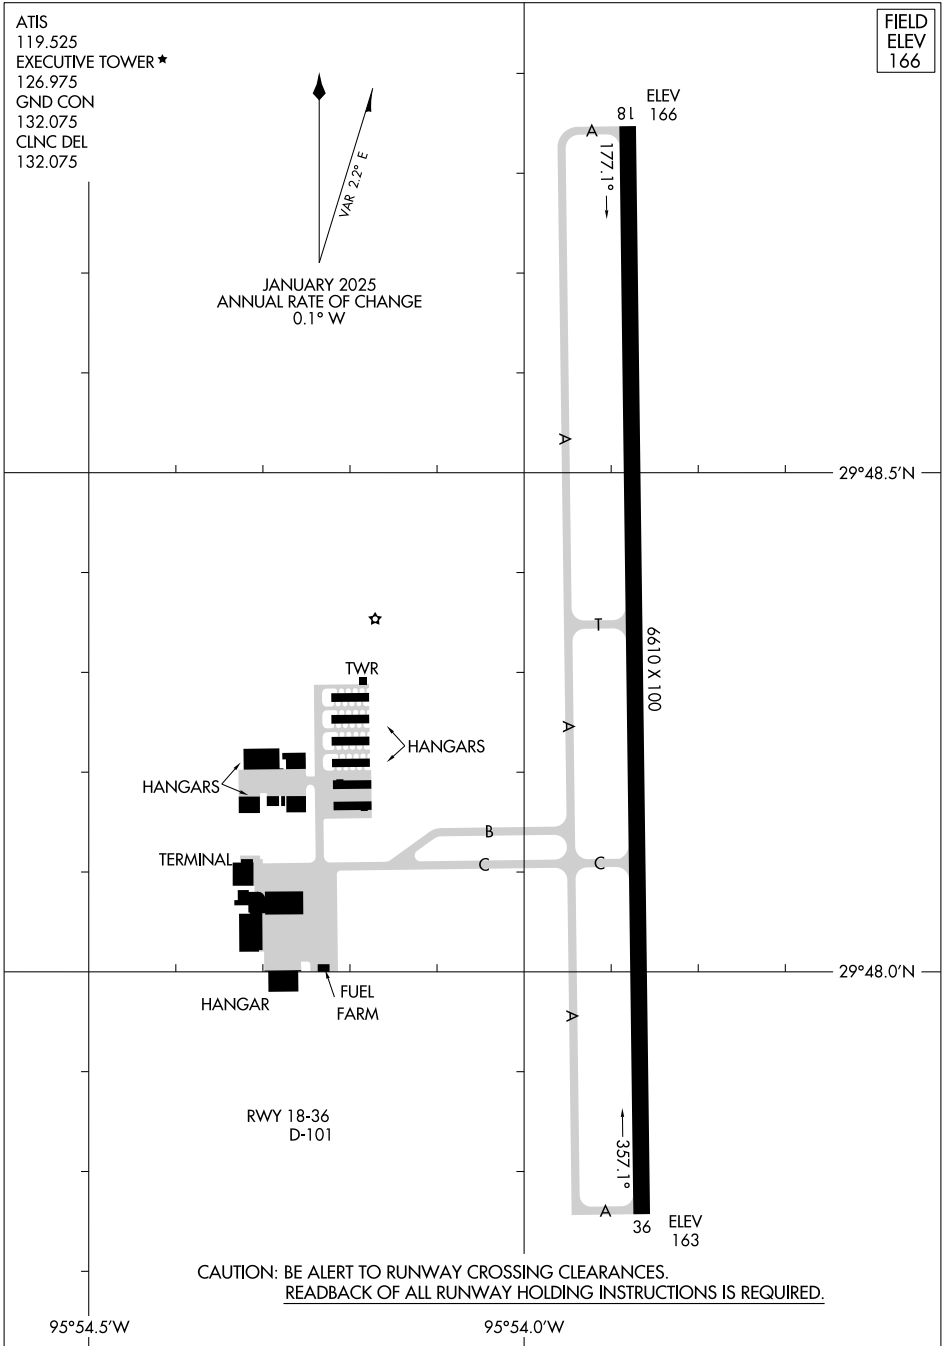 ATIS
119.525
EXECUTIVE TOWER ★
126.975
GND CON
132.075
CLNC DEL
132.075
FIELD
ELEV
166
VAR 2.2° E
JANUARY 2025
ANNUAL RATE OF CHANGE
0.1° W
18
ELEV
166
A
177.1°
A
29°48.5'N
T
6610 X 100
TWR
A
HANGARS
HANGARS
B
TERMINAL
C
C
29°48.0'N
FUEL
FARM
HANGAR
A
RWY 18-36
D-101
357.1°
A
36
ELEV
163
CAUTION: BE ALERT TO RUNWAY CROSSING CLEARANCES.
READBACK OF ALL RUNWAY HOLDING INSTRUCTIONS IS REQUIRED.
95°54.5'W
95°54.0'W